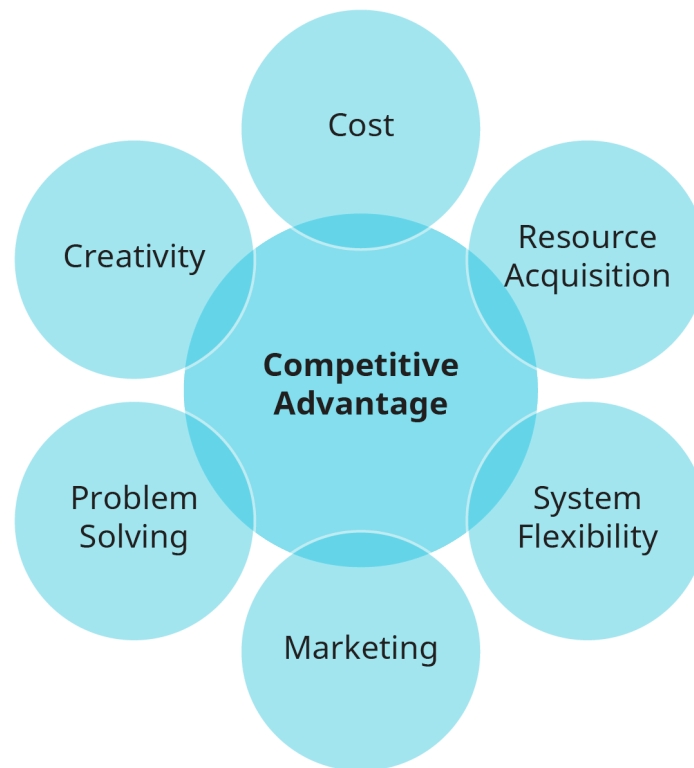 Cost
Creativity
Resource
Acquisition
Competitive
Advantage
Problem
Solving
System
Flexibility
Marketing